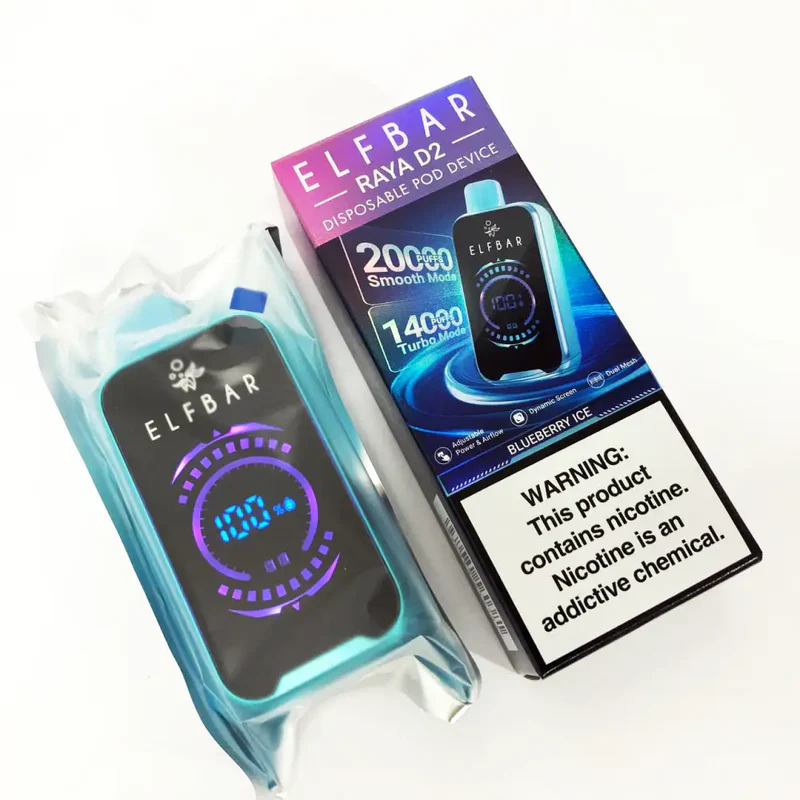 ELFBAR
RAYA D2
DISPOSABLE POD DEVICE
20000 PUFFS
Smooth Mode
14000 PUFFS
Turbo Mode
ELFBAR
100%
Adjustable
Power & Airflow
Dynamic Screen
Dual Mesh
BLUEBERRY ICE
WARNING:
This product
contains nicotine.
Nicotine is an
addictive chemical.
ELFBAR
100%